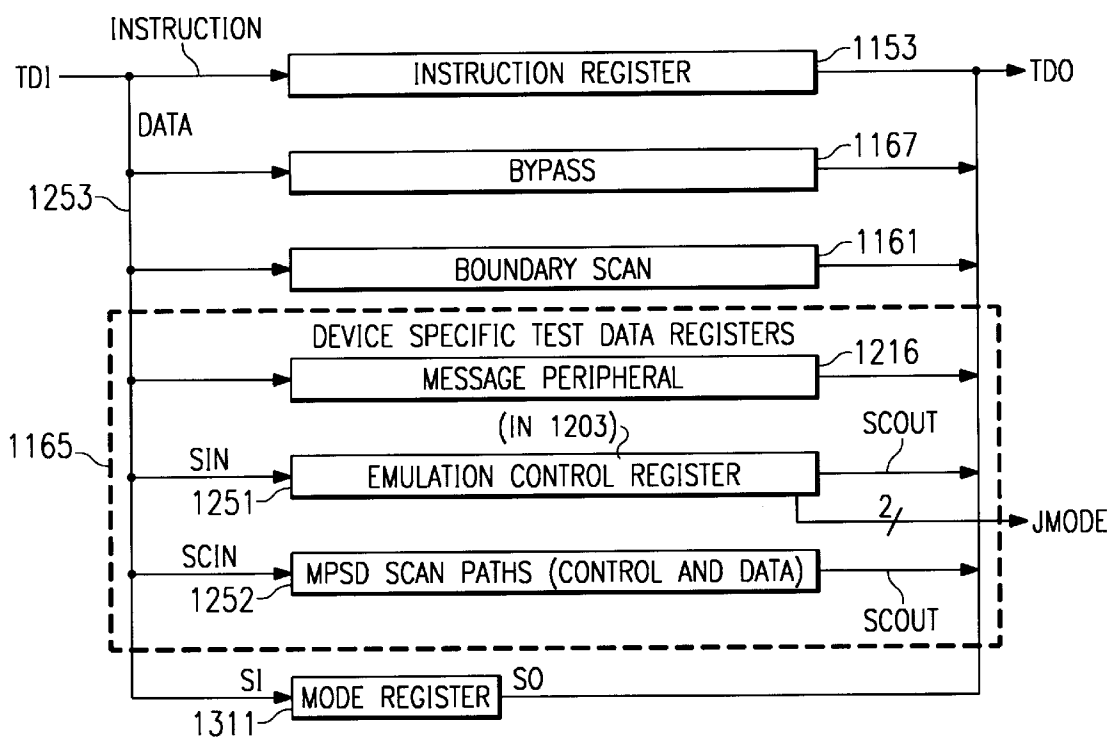 INSTRUCTION
TDI
INSTRUCTION REGISTER
1153
TDO
DATA
BYPASS
1167
1253
BOUNDARY SCAN
1161
DEVICE SPECIFIC TEST DATA REGISTERS
MESSAGE PERIPHERAL
1216
(IN 1203)
1165
SIN
1251
EMULATION CONTROL REGISTER
SCOUT
2
JMODE
SCIN
1252
MPSD SCAN PATHS (CONTROL AND DATA)
SCOUT
SI
MODE REGISTER
SO
1311